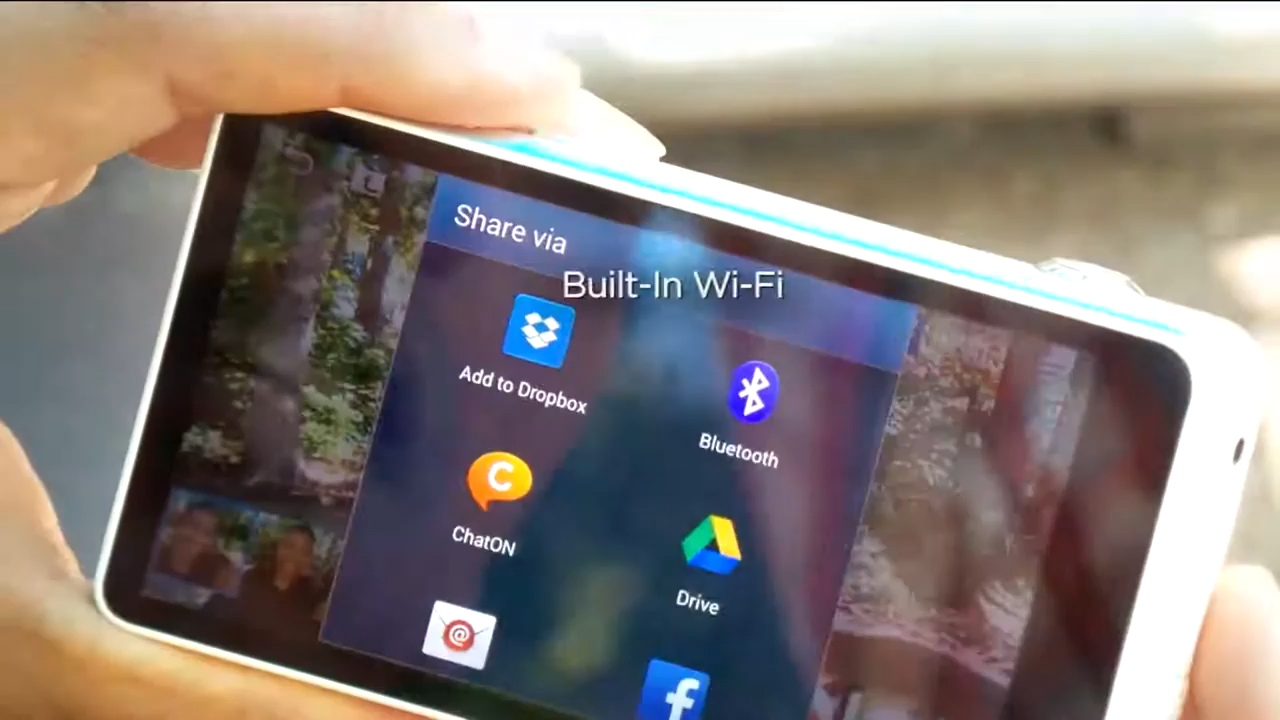 Share via
Built-In Wi-Fi
Add to Dropbox
Bluetooth
C
ChatON
Drive
@
f